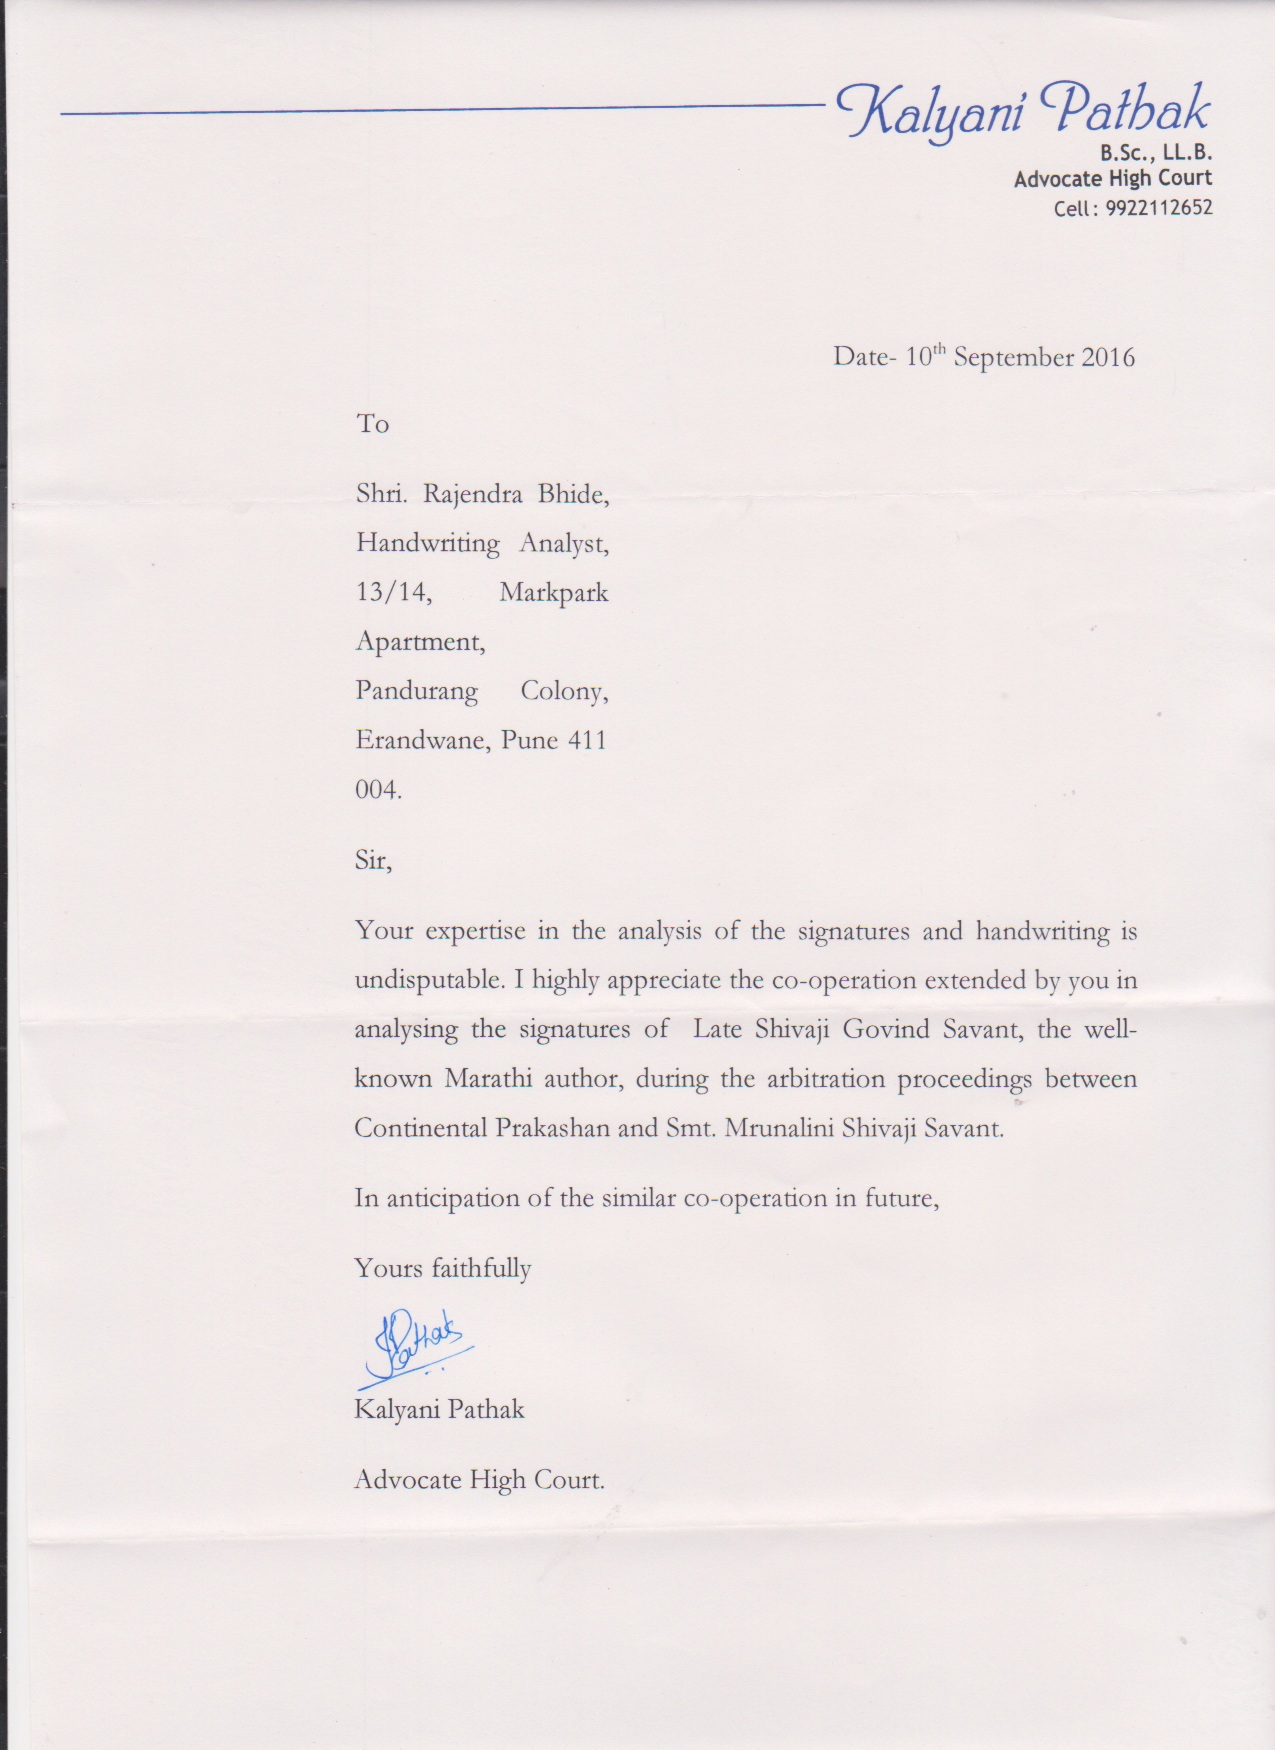 Kalyani Pathak
B.Sc., LL.B.
Advocate High Court
Cell : 9922112652
Date- 10th September 2016
To
Shri. Rajendra Bhide,
Handwriting Analyst,
13/14, Markpark
Apartment,
Pandurang Colony,
Erandwane, Pune 411
004.
Sir,
Your expertise in the analysis of the signatures and handwriting is
undisputable. I highly appreciate the co-operation extended by you in
analysing the signatures of Late Shivaji Govind Savant, the well-
known Marathi author, during the arbitration proceedings between
Continental Prakashan and Smt. Mrunalini Shivaji Savant.
In anticipation of the similar co-operation in future,
Yours faithfully
KPathak
Kalyani Pathak
Advocate High Court.